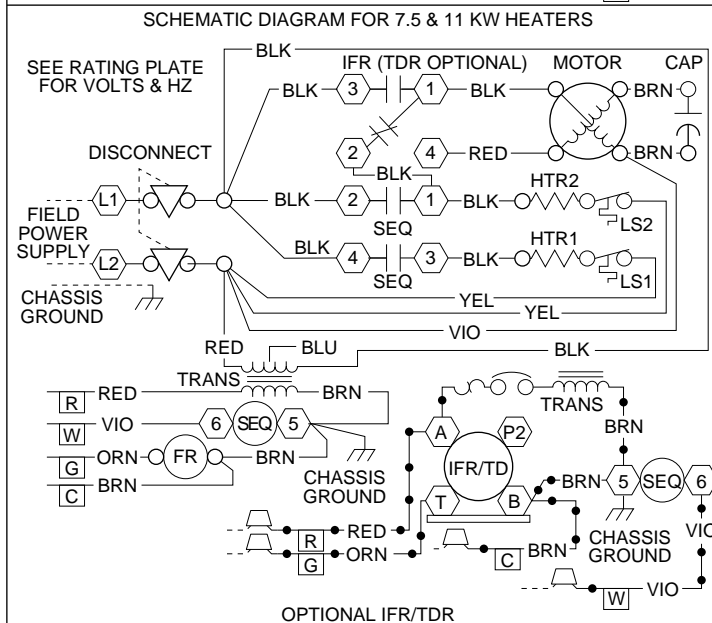 SCHEMATIC DIAGRAM FOR 7.5 & 11 KW HEATERS
BLK
SEE RATING PLATE
FOR VOLTS & HZ
IFR (TDR OPTIONAL)
MOTOR
CAP
BLK 3 1 BLK BRN
DISCONNECT
2 4 RED BRN
BLK
HTR2
L1 BLK 2 1 BLK
SEQ
LS2
FIELD
POWER
SUPPLY
BLK
HTR1
L2 4 3 BLK
SEQ
LS1
CHASSIS
GROUND
YEL
YEL
VIO
RED BLU BLK
TRANS
R RED BRN
W VIO 6 SEQ 5
G ORN FR BRN
C BRN
CHASSIS
GROUND
TRANS
A P2
BRN
IFR/TD
T B BRN 5 SEQ 6
CHASSIS
GROUND
VIO
R RED
G ORN
C BRN
W VIO
OPTIONAL IFR/TDR